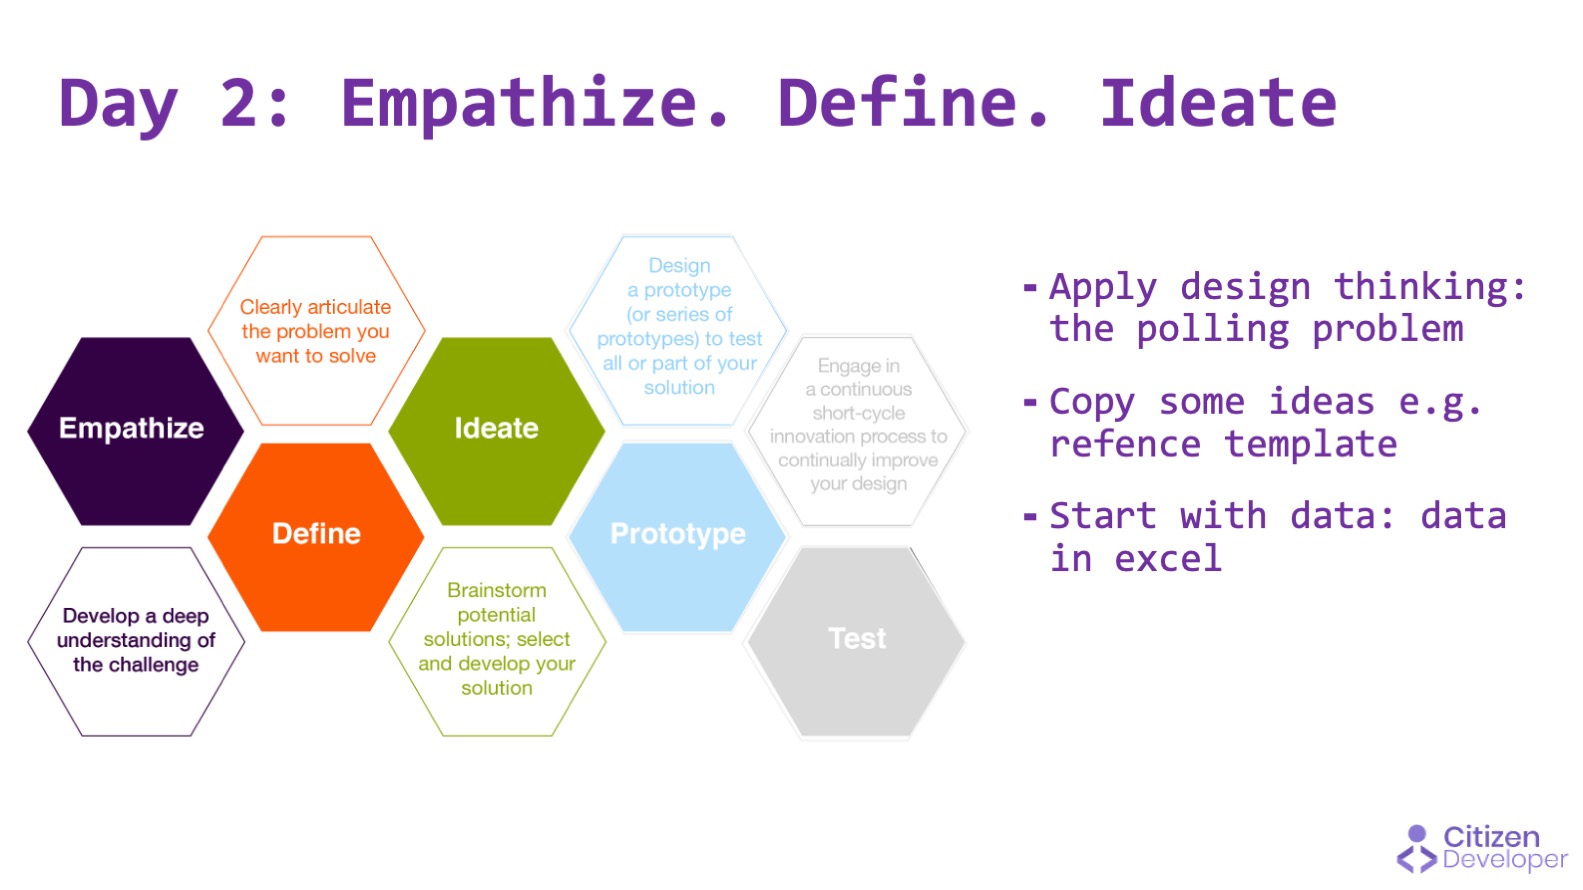 Day 2: Empathize. Define. Ideate
Clearly articulate
the problem you
want to solve
Design
a prototype
(or series of
prototypes) to test
all or part of your
solution
Engage in
a continuous
short-cycle
innovation process to
continually improve
your design
Empathize
Ideate
Define
Prototype
Test
Develop a deep
understanding of
the challenge
Brainstorm
potential
solutions; select
and develop your
solution
- Apply design thinking:
the polling problem
- Copy some ideas e.g.
refence template
- Start with data: data
in excel
Citizen
Developer